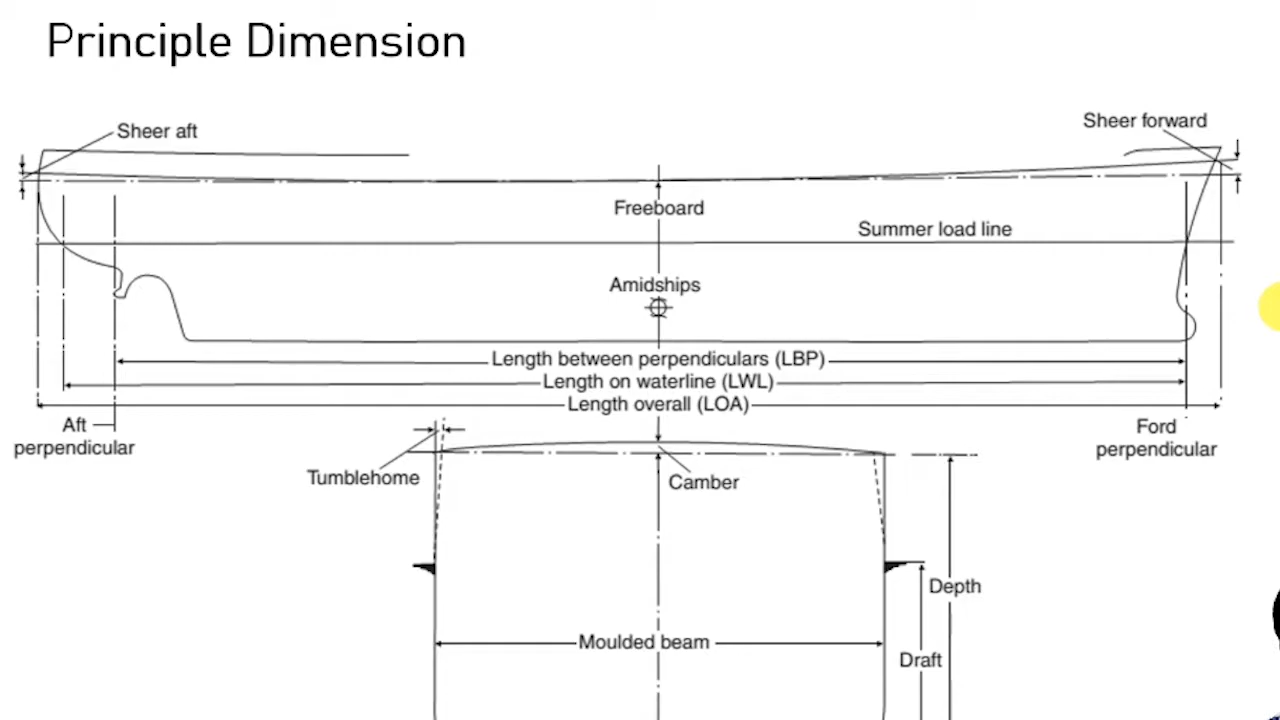 Principle Dimension
Sheer forward
Sheer aft
Freeboard
Summer load line
Amidships
Length between perpendiculars (LBP)
Length on waterline (LWL)
Length overall (LOA)
Aft
perpendicular
Ford
perpendicular
Tumblehome
Camber
Depth
Moulded beam
Draft